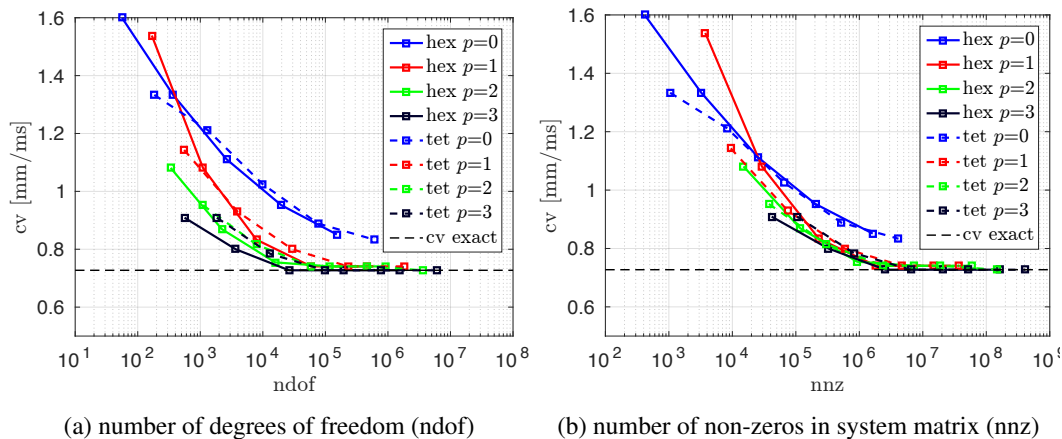 1.6
1.4
1.2
1
0.8
0.6
cv [mm/ms]
10^1 10^2 10^3 10^4 10^5 10^6 10^7 10^8
ndof
hex p=0
hex p=1
hex p=2
hex p=3
tet p=0
tet p=1
tet p=2
tet p=3
cv exact
(a) number of degrees of freedom (ndof)
1.6
1.4
1.2
1
0.8
0.6
cv [mm/ms]
10^2 10^3 10^4 10^5 10^6 10^7 10^8 10^9
nnz
hex p=0
hex p=1
hex p=2
hex p=3
tet p=0
tet p=1
tet p=2
tet p=3
cv exact
(b) number of non-zeros in system matrix (nnz)